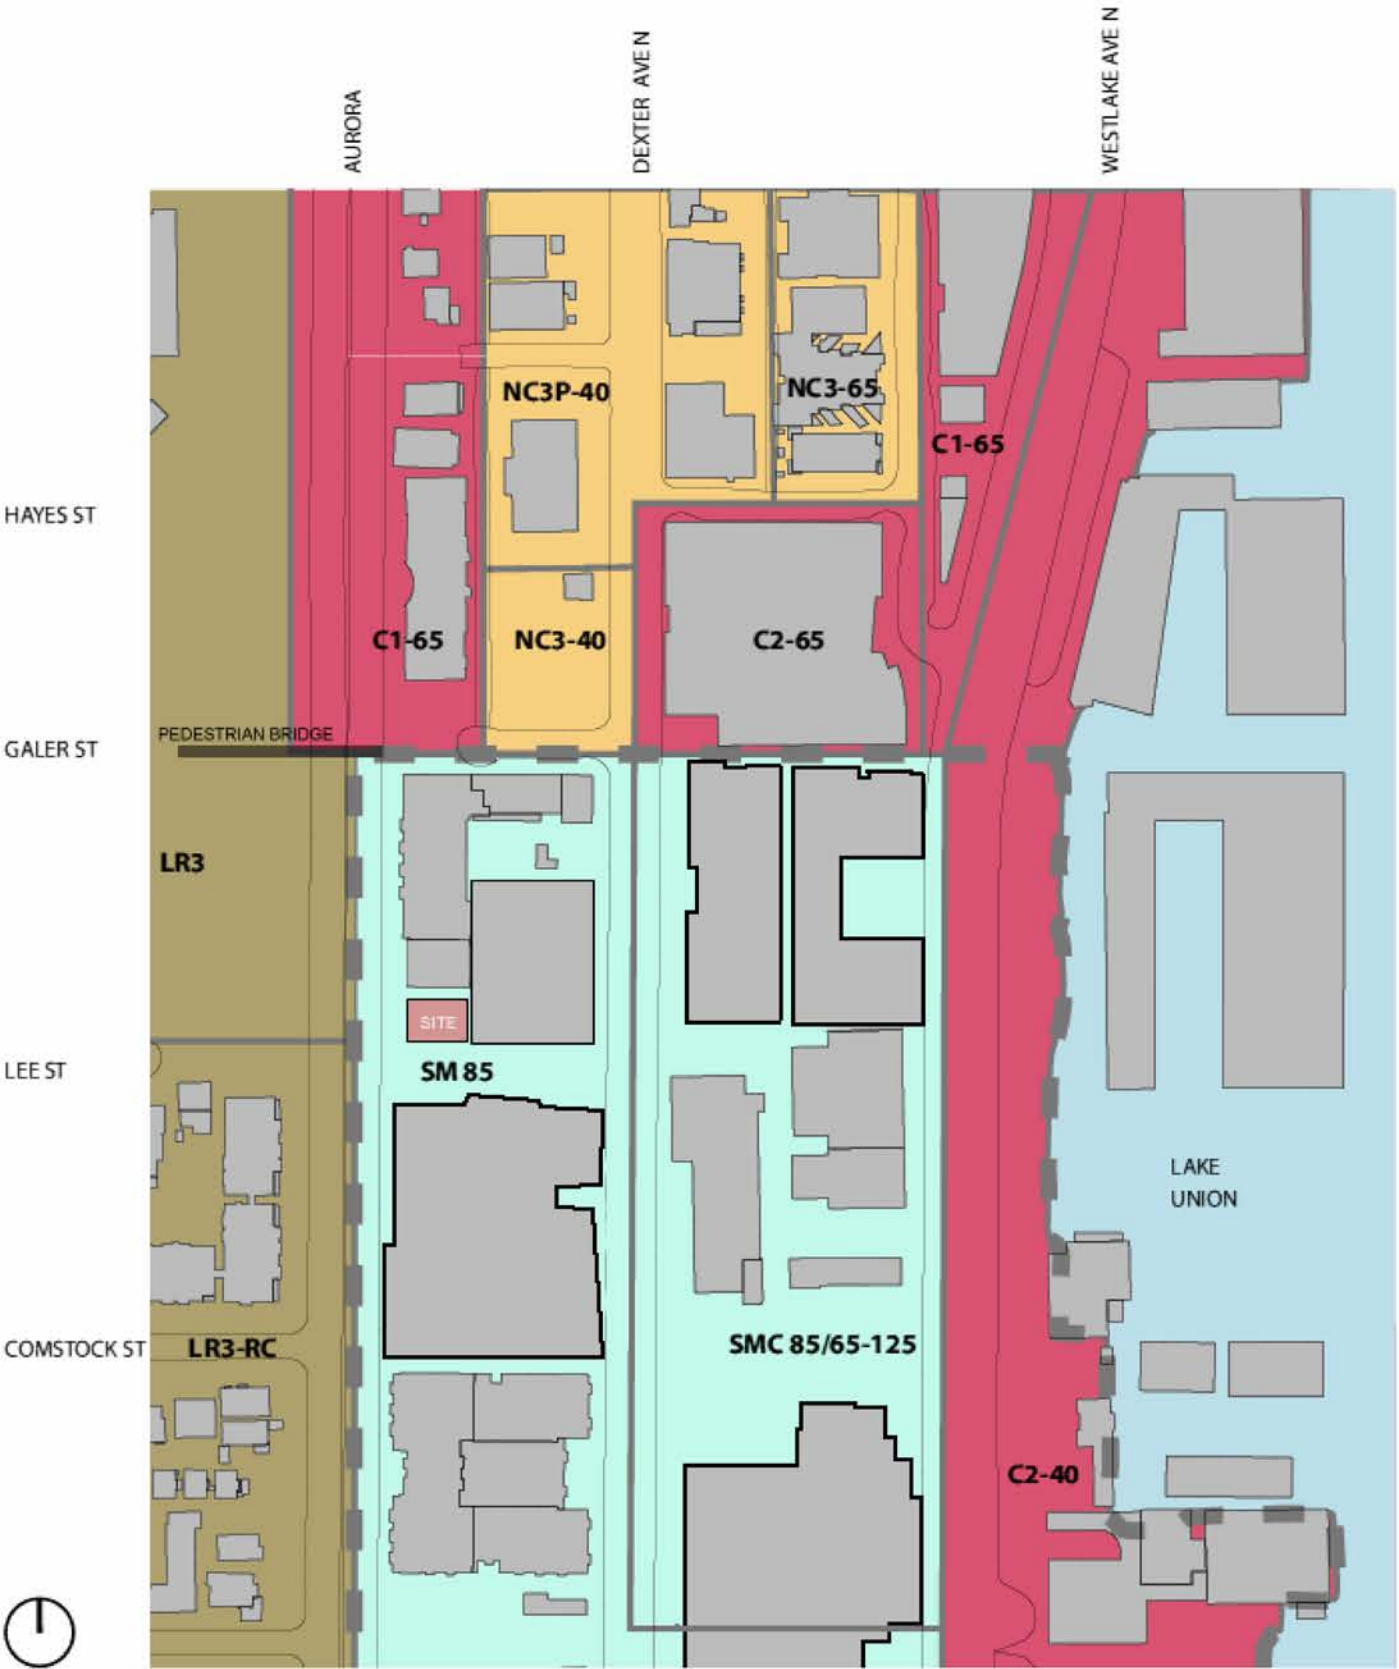 AURORA
DEXTER AVE N
WESTLAKE AVE N
NC3P-40
NC3-65
C1-65
HAYES ST
C1-65
NC3-40
C2-65
PEDESTRIAN BRIDGE
GALER ST
LR3
SITE
LEE ST
SM 85
LAKE
UNION
COMSTOCK ST
LR3-RC
SMC 85/65-125
C2-40